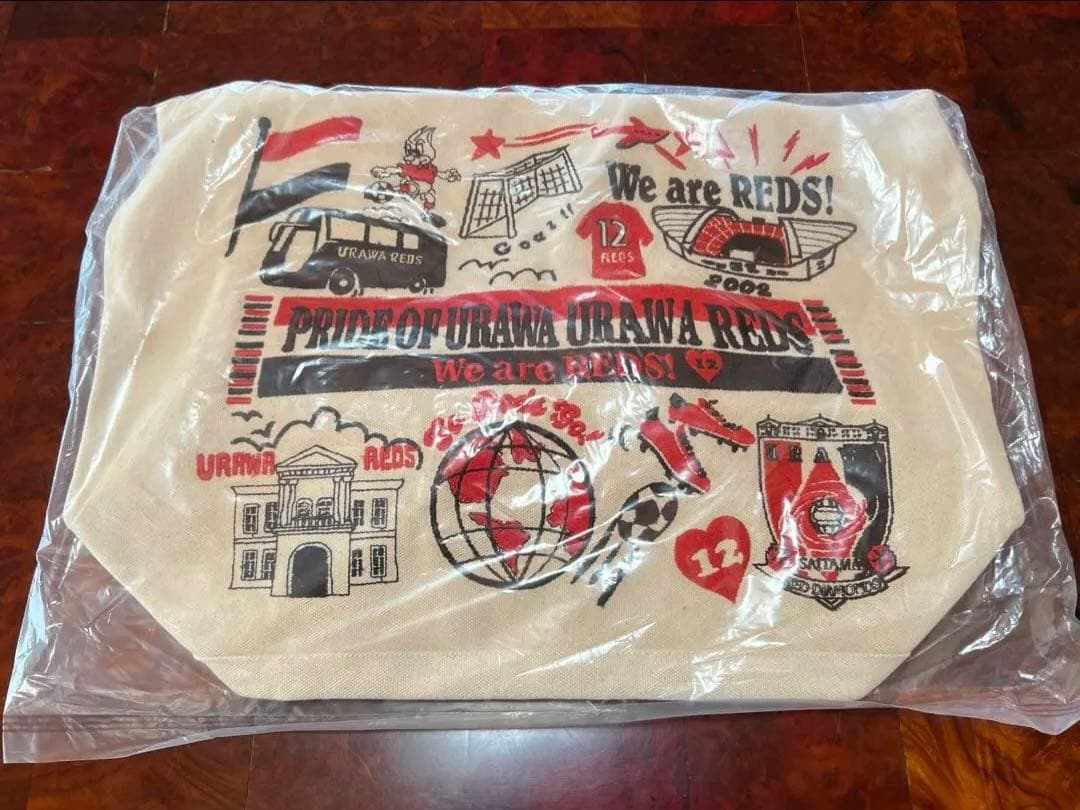 We are REDS!
URAWA REDS
Goal!!
12
REDS
2002
PRIDE OF URAWA URAWA REDS
We are REDS! 12
URAWA REDS
12
URAWA
SAITAMA
RED DIAMONDS